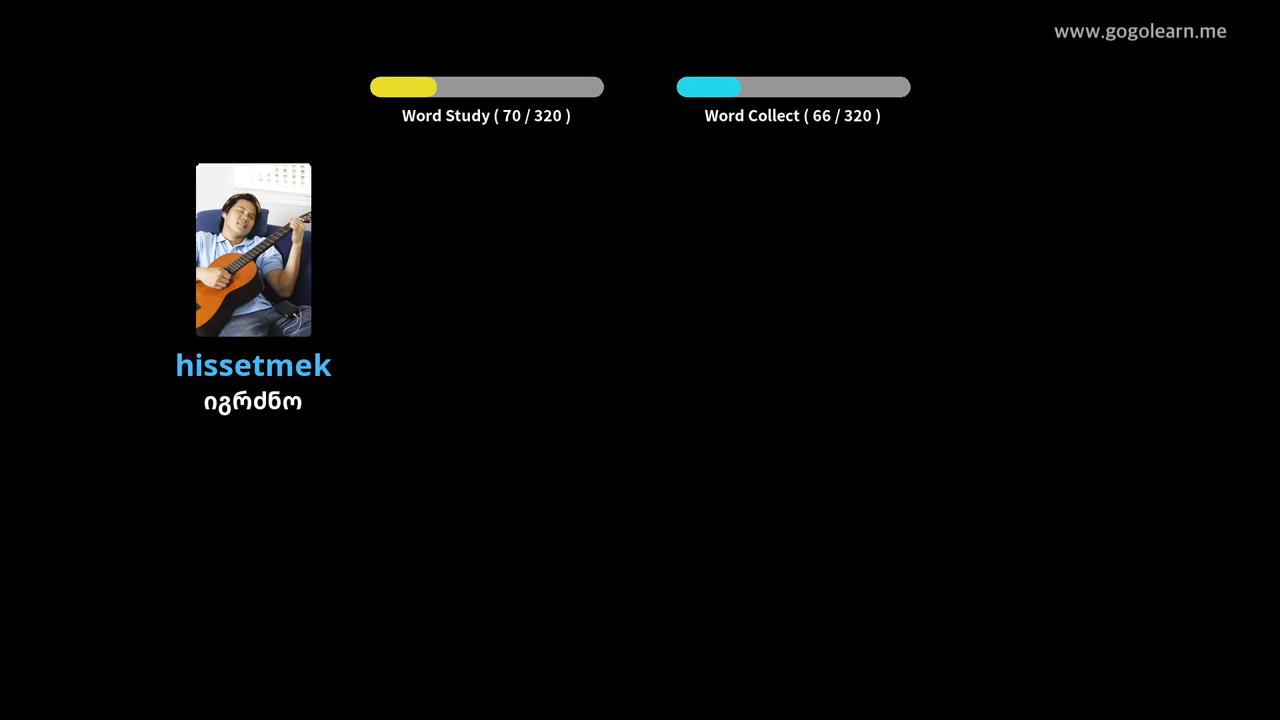 www.gogolearn.me
Word Study ( 70 / 320 )
Word Collect ( 66 / 320 )
hissetmek
იგრძნო